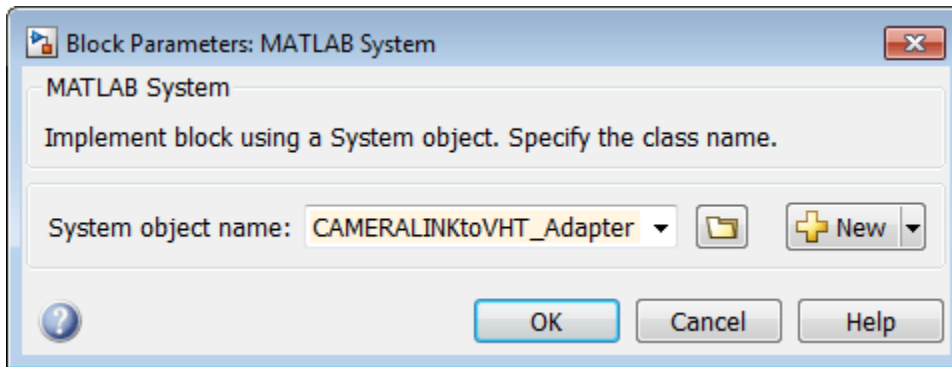 Block Parameters: MATLAB System
MATLAB System
Implement block using a System object. Specify the class name.
System object name: CAMERALINKtoVHT_Adapter New
? OK Cancel Help